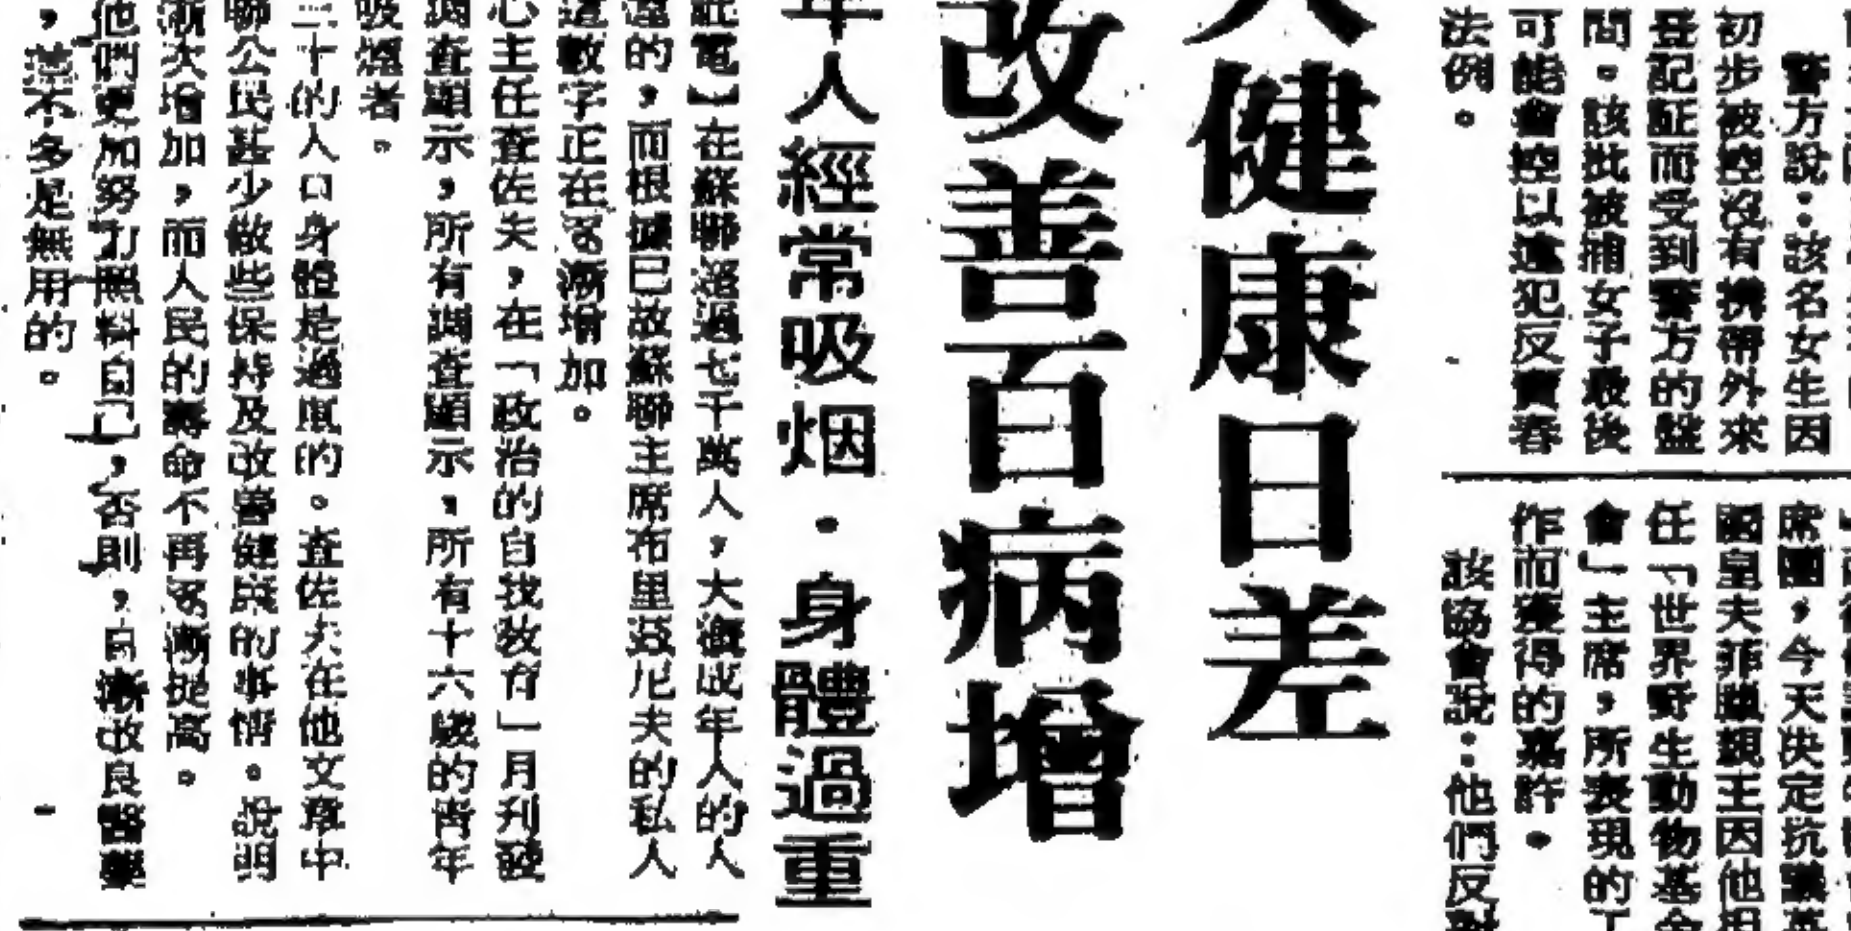 警方說：該名女生因
初步被控沒有攜帶外來
登記証而受到警方的盤
問。該批被捕女子最後
可能會控以違犯反賣春
法例。
席團，今天決定抗議英
國皇夫菲臘親王因他担
任「世界野生動物基金
會」主席，所表現的工
作而獲得的嘉許。
該協會說：他們反對
健康日差
改善百病增
年人經常吸烟・身體過重
電】在蘇聯超過七千萬人，大槪成年人的人
的，而根據已故蘇聯主席布里茲尼夫的私人
這數字正在逐漸增加。
心主任查佐夫，在「政治的自我敎育」月刊發
調查顯示，所有調查顯示，所有十六歲的靑年
吸煙者。
三十的人口身體是過重的。查佐夫在他文章中
聯公民甚少做些保持及改善健康的事情。說明
漸次增加，而人民的壽命不再逐漸提高。
他們更加努力照料自己，否則，日漸改良醫藥
，差不多是無用的。